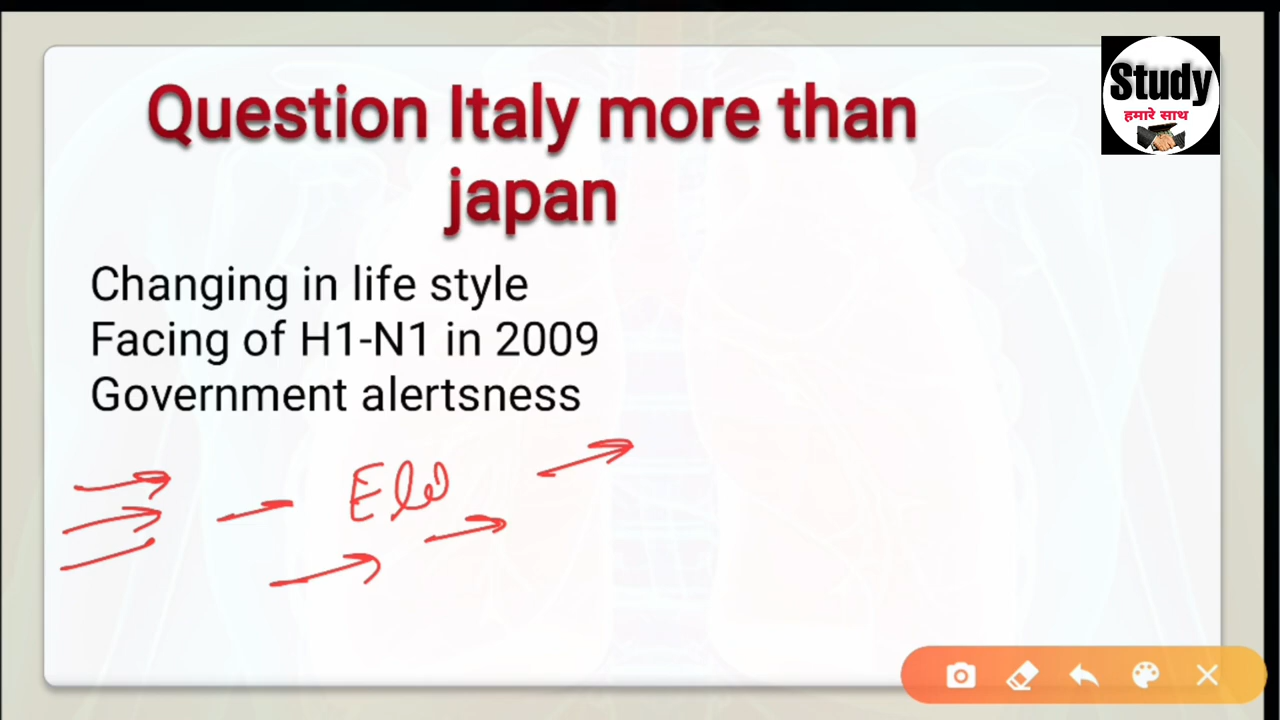 Question Italy more than
japan
Study
हमारे साथ
Changing in life style
Facing of H1-N1 in 2009
Government alertsness